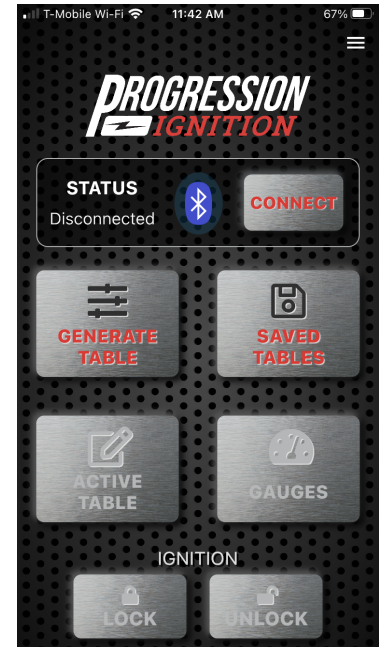 T-Mobile Wi-Fi 11:42 AM 67%
PROGRESSION
IGNITION
STATUS
Disconnected
CONNECT
GENERATE
TABLE
SAVED
TABLES
ACTIVE
TABLE
GAUGES
IGNITION
LOCK
UNLOCK